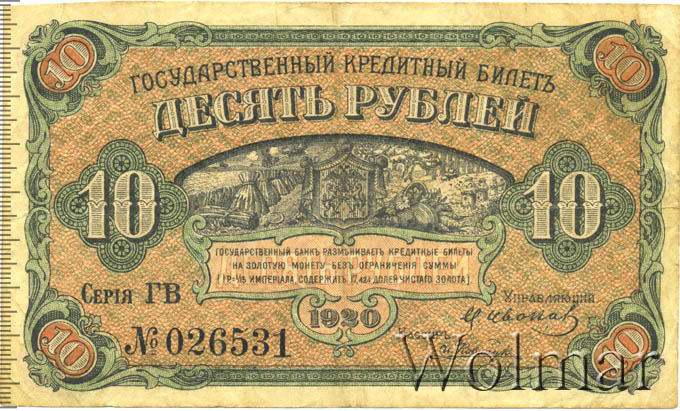 10 10
ГОСУДАРСТВЕННЫЙ КРЕДИТНЫЙ БИЛЕТЪ
ДЕСЯТЬ РУБЛЕЙ
10 10
ГОСУДАРСТВЕННЫЙ БАНКЪ РАЗМѢНИВАЕТЪ КРЕДИТНЫЕ БИЛЕТЫ
НА ЗОЛОТУЮ МОНЕТУ БЕЗЪ ОГРАНИЧЕНІЯ СУММЫ
(1 Р.= 1/15 ИМПЕРІАЛА, СОДЕРЖИТЪ 17,424 ДОЛЕЙ ЧИСТАГО ЗОЛОТА)
СЕРІЯ ГВ
УПРАВЛЯЮЩІЙ
1920
№ 026531
КАССИРЪ
10 10
Wolmar